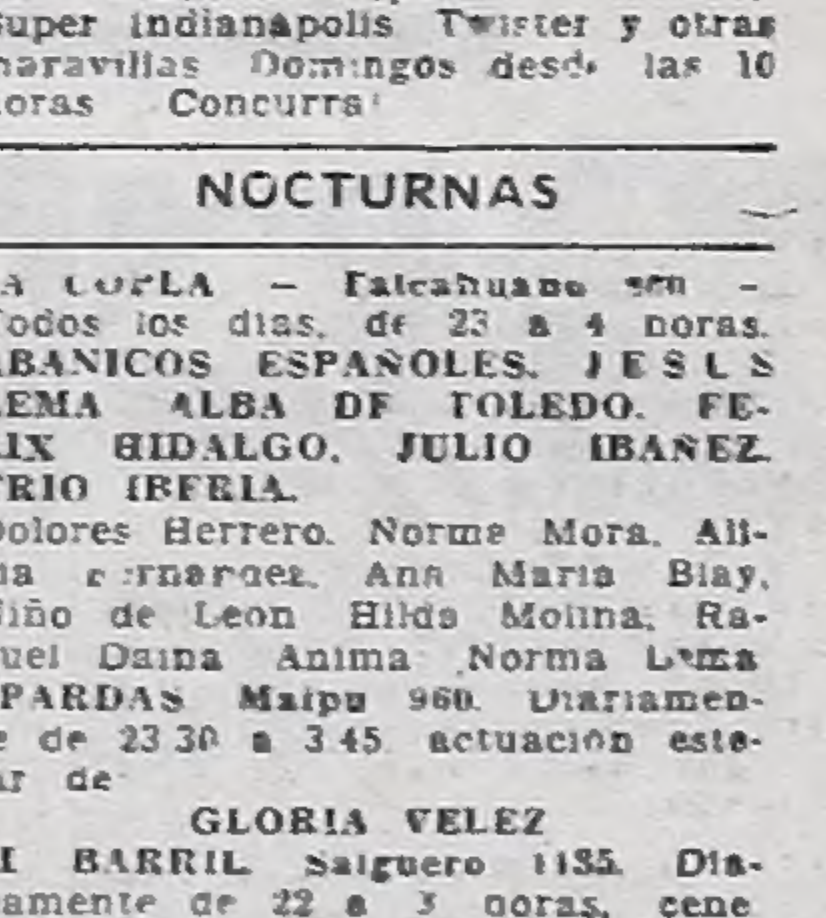 Super Indianápolis Twister y otras
maravillas Domingos desde las 10
horas Concurra!
NOCTURNAS
LA COPLA — Talcahuano —
Todos los días, de 23 a 4 horas.
ABANICOS ESPAÑOLES. JESUS
LEMA ALBA DE TOLEDO. FE-
LIX HIDALGO. JULIO IBAÑEZ.
TRIO IBERIA.
Dolores Herrero. Norma Mora. Ali-
na Fernandez. Ana Maria Blay,
Niño de Leon Hilda Molina, Ra-
quel Daina Anima Norma Lema
PARDAS Maipu 960. Diariamen-
te de 23 30 a 3 45 actuación este-
lar de
GLORIA VELEZ
EL BARRIL Salguero 1135. Dia-
riamente de 22 a 3 horas, cene